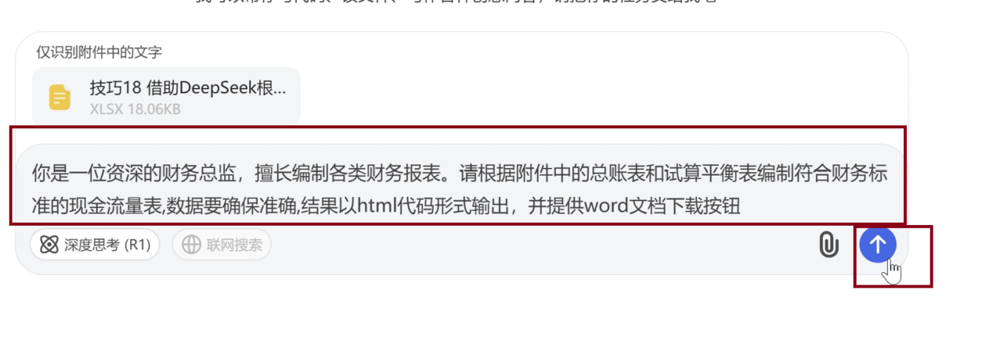 仅识别附件中的文字
技巧18 借助DeepSeek根...
XLSX 18.06KB
你是一位资深的财务总监，擅长编制各类财务报表。请根据附件中的总账表和试算平衡表编制符合财务标
准的现金流量表,数据要确保准确,结果以html代码形式输出，并提供word文档下载按钮
深度思考 (R1) 联网搜索